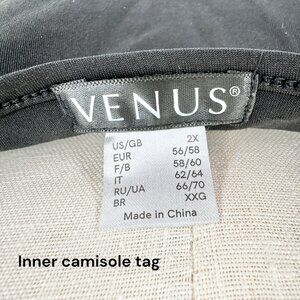 VENUS®
US/GB 2X
EUR 56/58
F/B 58/60
IT 62/64
RU/UA 66/70
BR XXG
Made in China
Inner camisole tag